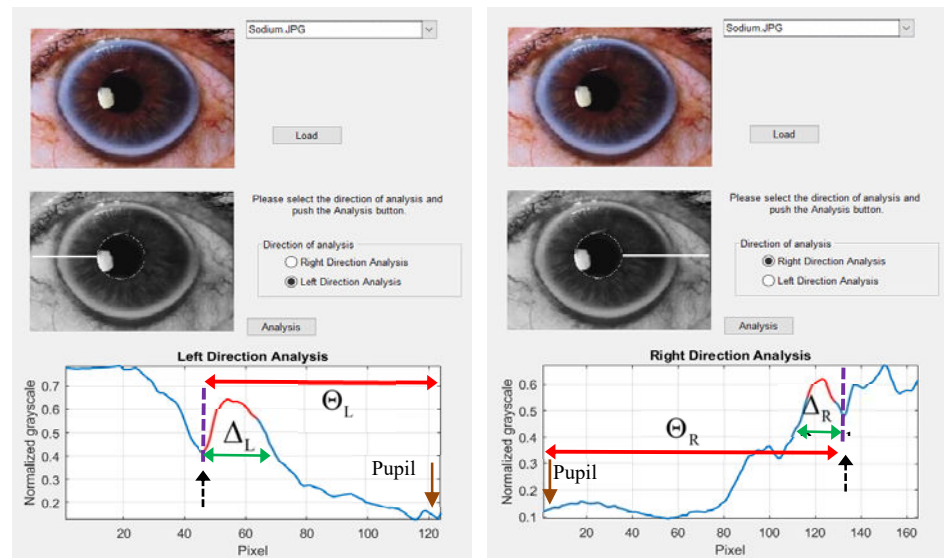 Sodium.JPG
Load
Please select the direction of analysis and
push the Analysis button.
Direction of analysis
Right Direction Analysis
Left Direction Analysis
Analysis
Left Direction Analysis
Normalized grayscale
0.7
0.6
0.5
0.4
0.3
0.2
ΘL
ΔL
Pupil
20
40
60
80
100
120
Pixel
Sodium.JPG
Load
Please select the direction of analysis and
push the Analysis button.
Direction of analysis
Right Direction Analysis
Left Direction Analysis
Analysis
Right Direction Analysis
Normalized grayscale
0.6
0.5
0.4
0.3
0.2
0.1
ΘR
ΔR
Pupil
20
40
60
80
100
120
140
160
Pixel